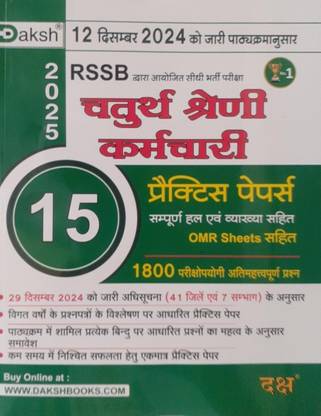 Daksh
12 दिसम्बर 2024 को जारी पाठ्यक्रमानुसार
2025
RSSB द्वारा आयोजित सीधी भर्ती परीक्षा
-1
चतुर्थ श्रेणी
कर्मचारी
15
प्रैक्टिस पेपर्स
सम्पूर्ण हल एवं व्याख्या सहित
OMR Sheets सहित
1800 परीक्षोपयोगी अतिमहत्त्वपूर्ण प्रश्न
• 29 दिसम्बर 2024 को जारी अधिसूचना (41 जिलें एवं 7 सम्भाग) के अनुसार
• विगत वर्षों के प्रश्नपत्रों के विश्लेषण पर आधारित प्रैक्टिस पेपर
• पाठ्यक्रम में शामिल प्रत्येक बिन्दु पर आधारित प्रश्नों का महत्व के अनुसार
समावेश
• कम समय में निश्चित सफलता हेतु एकमात्र प्रैक्टिस पेपर
Buy Online at :
WWW.DAKSHBOOKS.COM
दक्ष